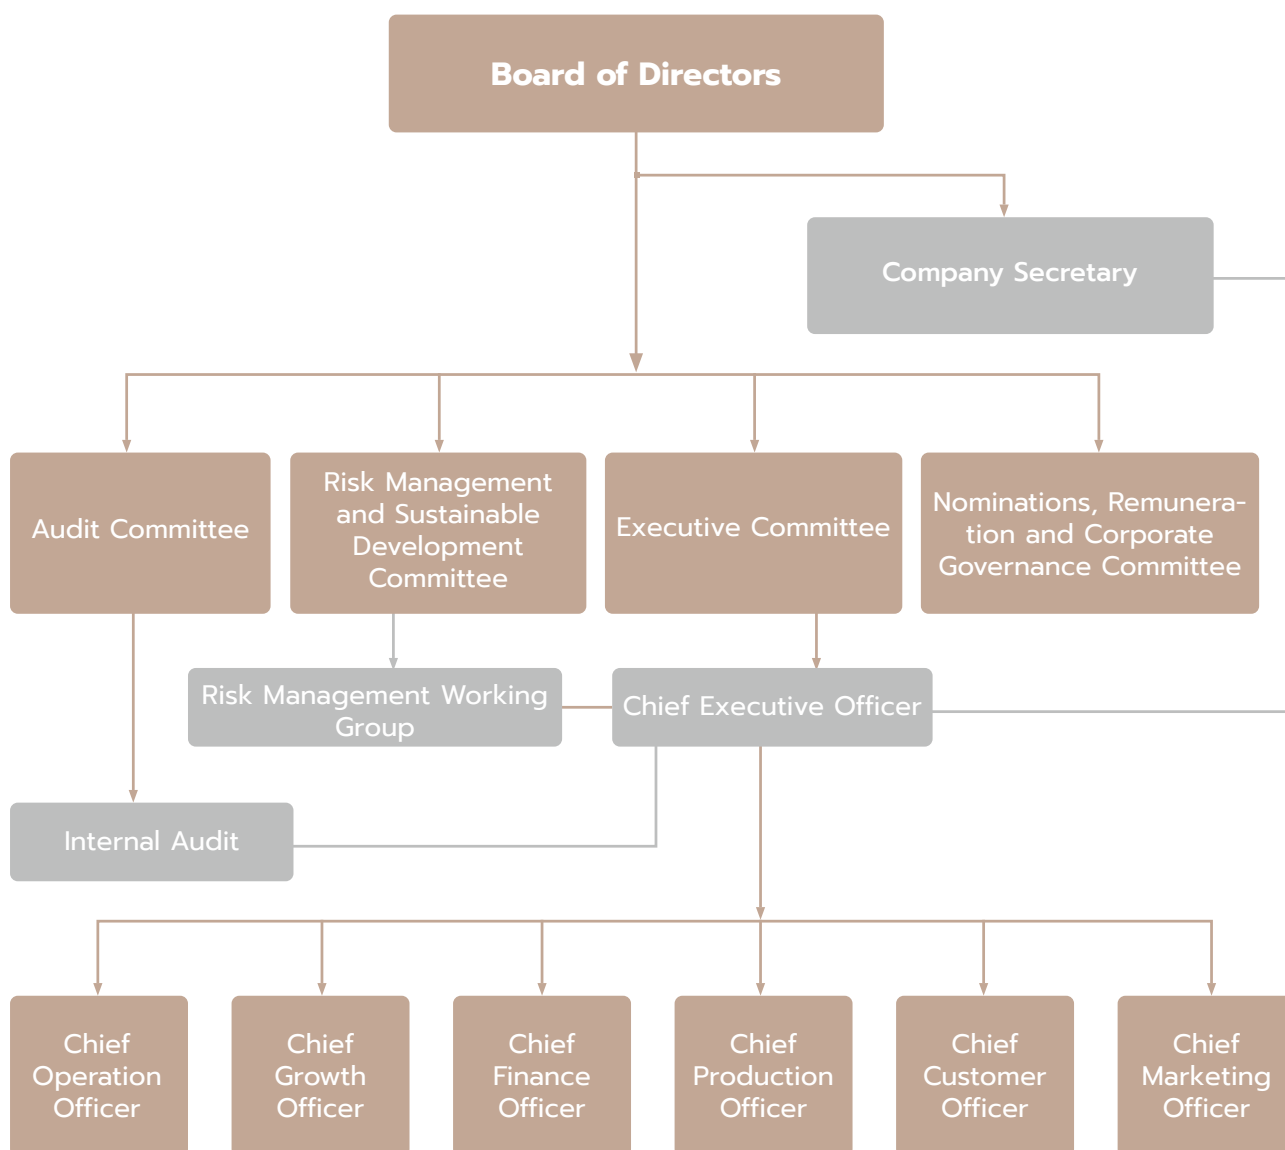 Board of Directors
Company Secretary
Audit Committee
Risk Management
and Sustainable
Development
Committee
Executive Committee
Nominations, Remunera-
tion and Corporate
Governance Committee
Risk Management Working
Group
Chief Executive Officer
Internal Audit
Chief
Operation
Officer
Chief
Growth
Officer
Chief
Finance
Officer
Chief
Production
Officer
Chief
Customer
Officer
Chief
Marketing
Officer